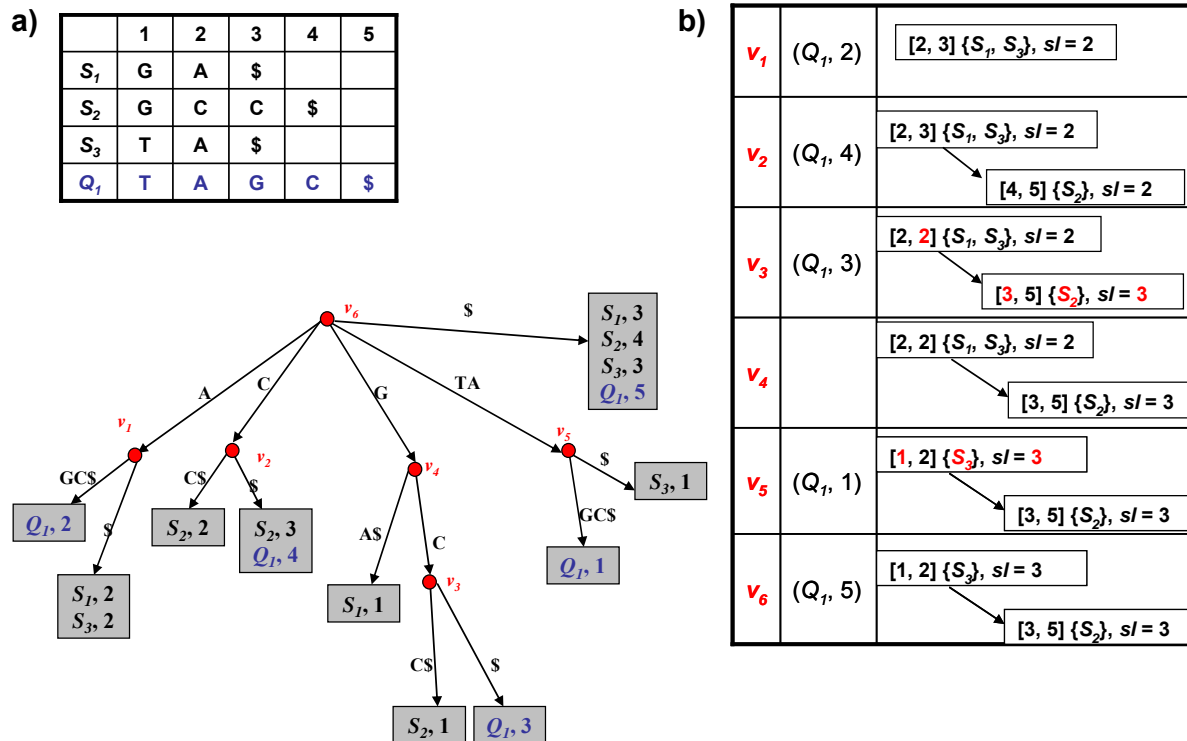 a)
1 2 3 4 5
S1 G A $
S2 G C C $
S3 T A $
Q1 T A G C $
v6
$
S1, 3
S2, 4
S3, 3
Q1, 5
A
C
G
TA
v1
v2
v4
v5
GC$
$
C$
$
A$
C
GC$
$
Q1, 2
S1, 2
S3, 2
S2, 2
S2, 3
Q1, 4
S1, 1
v3
Q1, 1
S3, 1
C$
$
S2, 1
Q1, 3
b)
v1 (Q1, 2) [2, 3] {S1, S3}, sl = 2
v2 (Q1, 4) [2, 3] {S1, S3}, sl = 2
[4, 5] {S2}, sl = 2
v3 (Q1, 3) [2, 2] {S1, S3}, sl = 2
[3, 5] {S2}, sl = 3
v4 [2, 2] {S1, S3}, sl = 2
[3, 5] {S2}, sl = 3
v5 (Q1, 1) [1, 2] {S3}, sl = 3
[3, 5] {S2}, sl = 3
v6 (Q1, 5) [1, 2] {S3}, sl = 3
[3, 5] {S2}, sl = 3